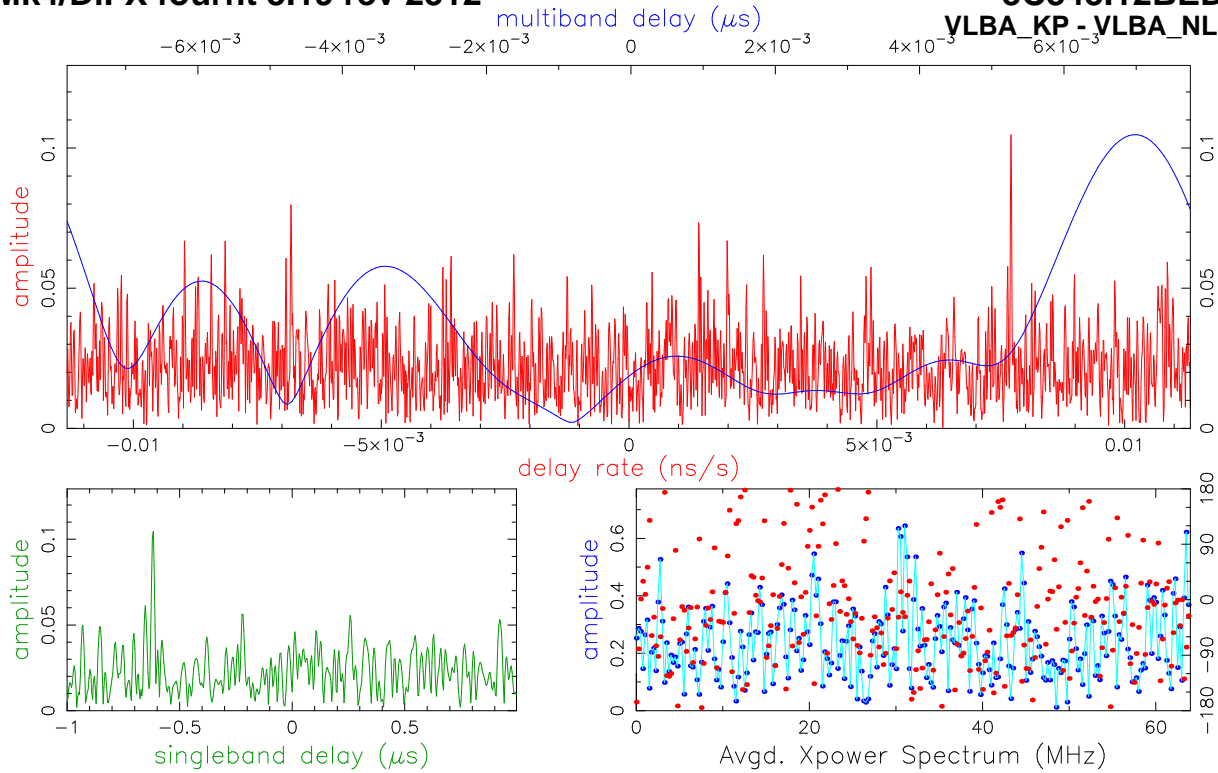 multiband delay (μs)
VLBA_KP - VLBA_NL
−6×10⁻³ −4×10⁻³ −2×10⁻³ 0 2×10⁻³ 4×10⁻³ 6×10⁻³
amplitude
0 0.05 0.1
0 0.05 0.1
−0.01 −5×10⁻³ 0 5×10⁻³ 0.01
delay rate (ns/s)
amplitude
0 0.05 0.1
−1 −0.5 0 0.5
singleband delay (μs)
amplitude
0 0.2 0.4 0.6
−180 −90 0 90 180
0 20 40 60
Avgd. Xpower Spectrum (MHz)